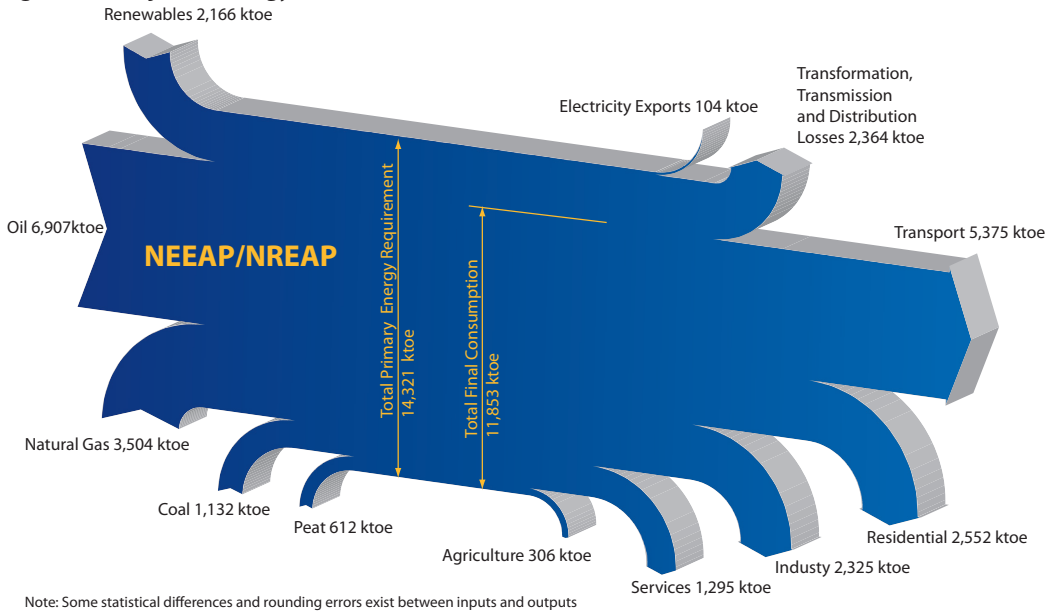 Renewables 2,166 ktoe
Electricity Exports 104 ktoe
Transformation,
Transmission
and Distribution
Losses 2,364 ktoe
Oil 6,907ktoe
NEEAP/NREAP
Total Primary Energy Requirement
14,321 ktoe
Total Final Consumption
11,853 ktoe
Transport 5,375 ktoe
Natural Gas 3,504 ktoe
Coal 1,132 ktoe
Peat 612 ktoe
Agriculture 306 ktoe
Services 1,295 ktoe
Industy 2,325 ktoe
Residential 2,552 ktoe
Note: Some statistical differences and rounding errors exist between inputs and outputs